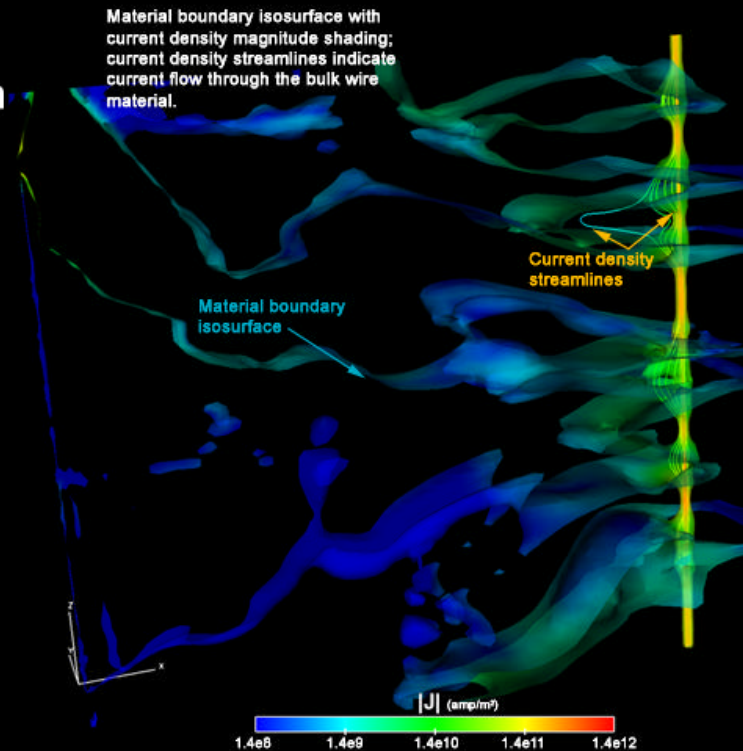 Material boundary isosurface with
current density magnitude shading;
current density streamlines indicate
current flow through the bulk wire
material.
Current density
streamlines
Material boundary
isosurface
z
Y
x
|J| (amp/m²)
1.4e8 1.4e9 1.4e10 1.4e11 1.4e12